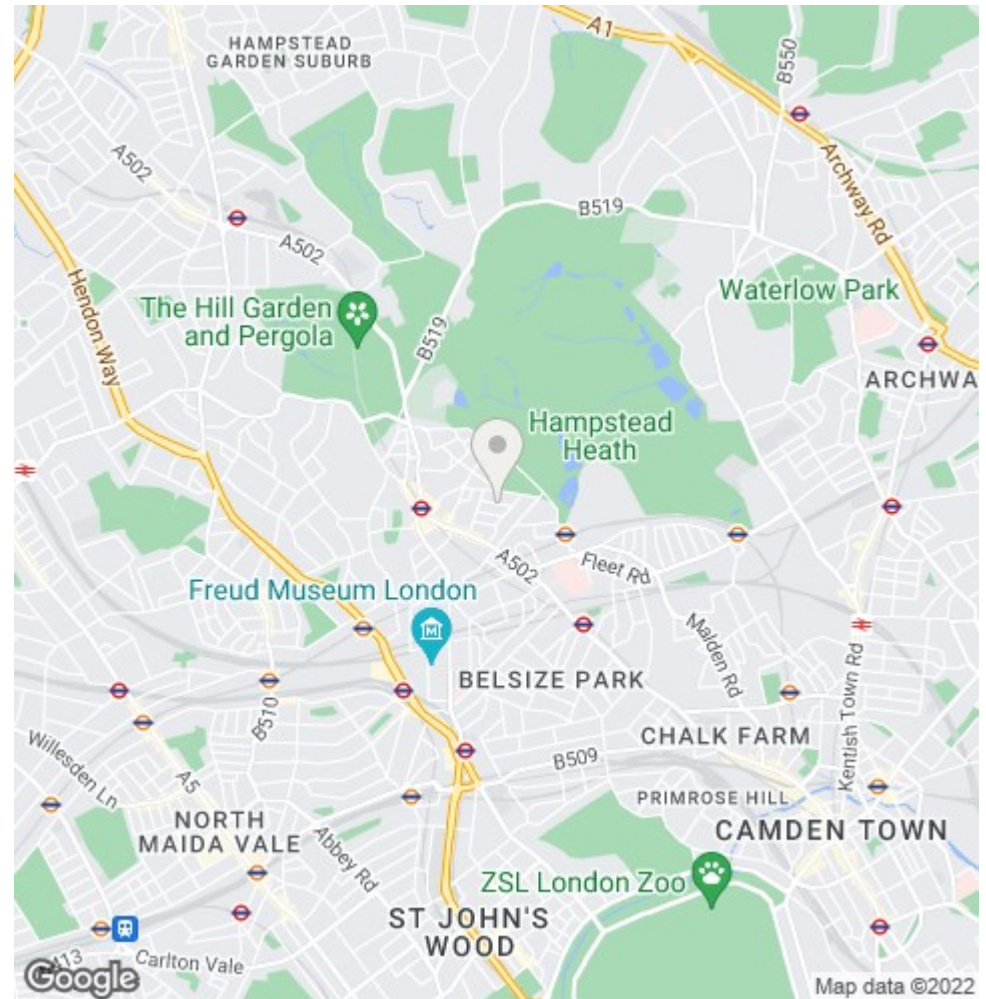 HAMPSTEAD
GARDEN SUBURB
A1
B550
A502
Archway Rd
B519
A502
Waterlow Park
The Hill Garden
and Pergola
B519
Hendon Way
ARCHWA
Hampstead
Heath
A502
Fleet Rd
Freud Museum London
Malden Rd
BELSIZE PARK
Kentish Town Rd
B510
CHALK FARM
Willesden Ln
B509
A5
PRIMROSE HILL
NORTH
MAIDA VALE
Abbey Rd
CAMDEN TOWN
ZSL London Zoo
ST JOHN'S
WOOD
413
Carlton Vale
Google
Map data ©2022